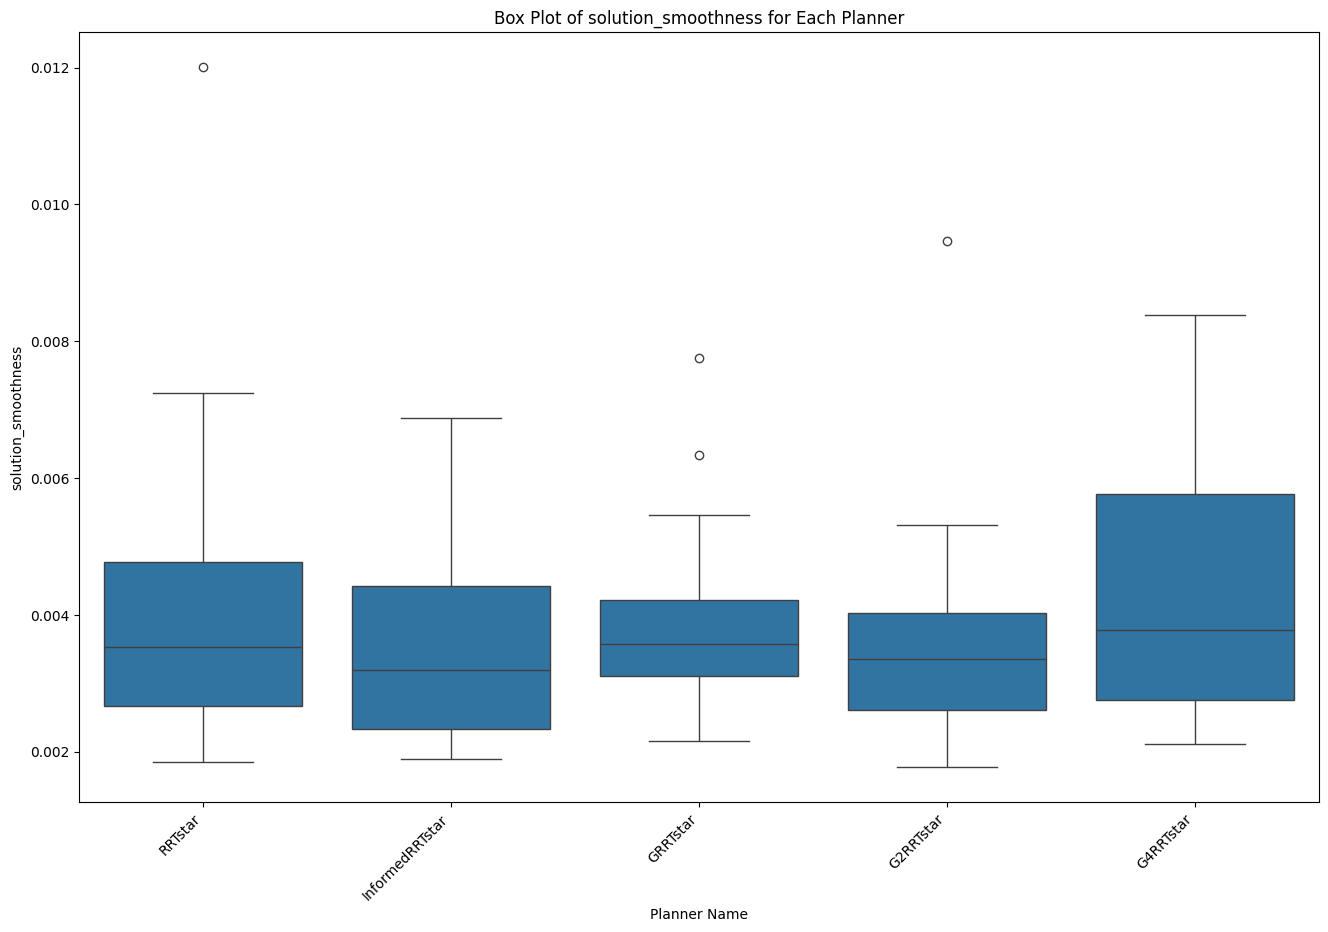 Box Plot of solution_smoothness for Each Planner
0.012
0.010
0.008
0.006
0.004
0.002
solution_smoothness
RRTstar
InformedRRTstar
GRRTstar
G2RRTstar
G4RRTstar
Planner Name